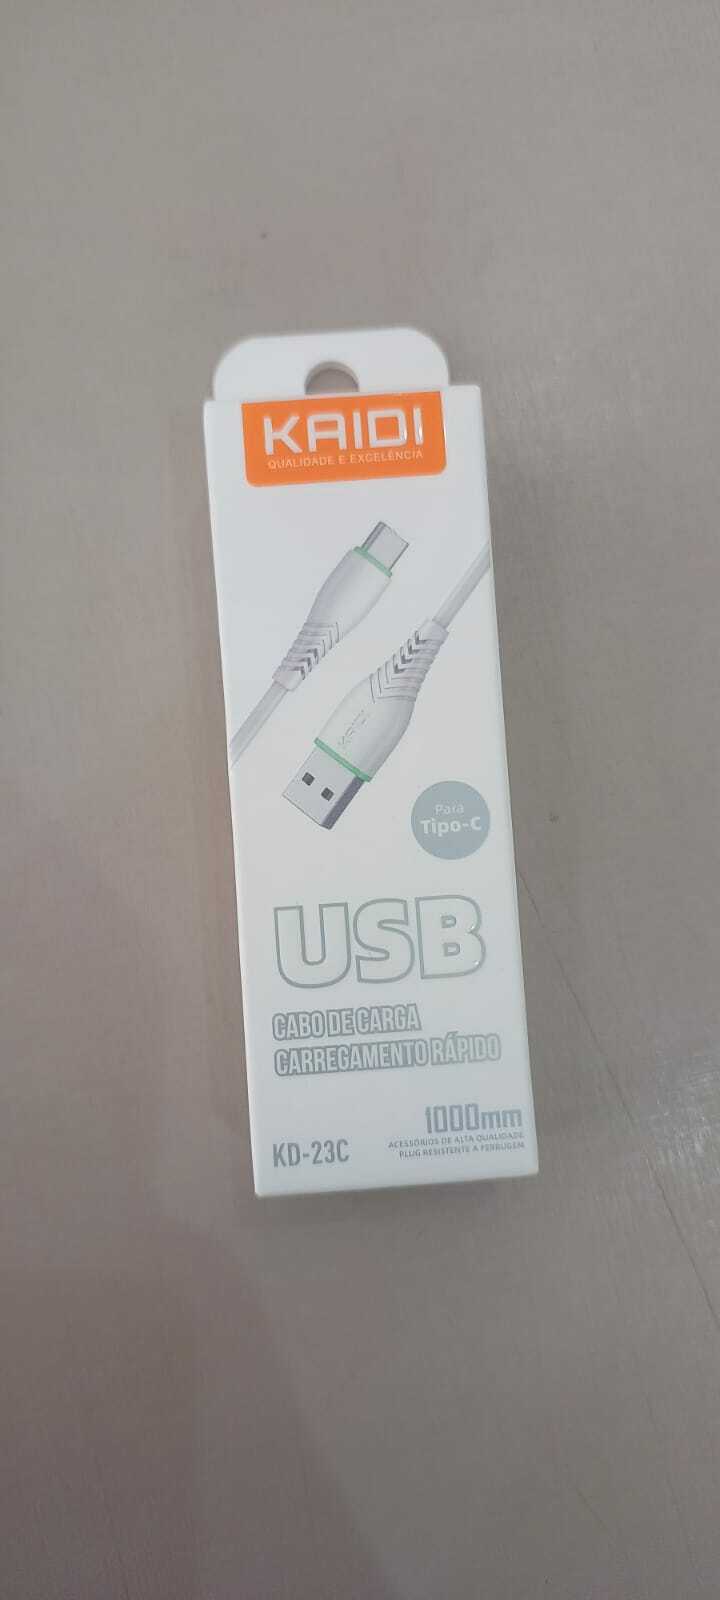 KAIDI
QUALIDADE E EXCELÊNCIA
KAIDI
Para
Tipo-C
USB
CABO DE CARGA
CARREGAMENTO RÁPIDO
1000mm
ACESSÓRIOS DE ALTA QUALIDADE
PLUG RESISTENTE A FERRUGEM
KD-23C